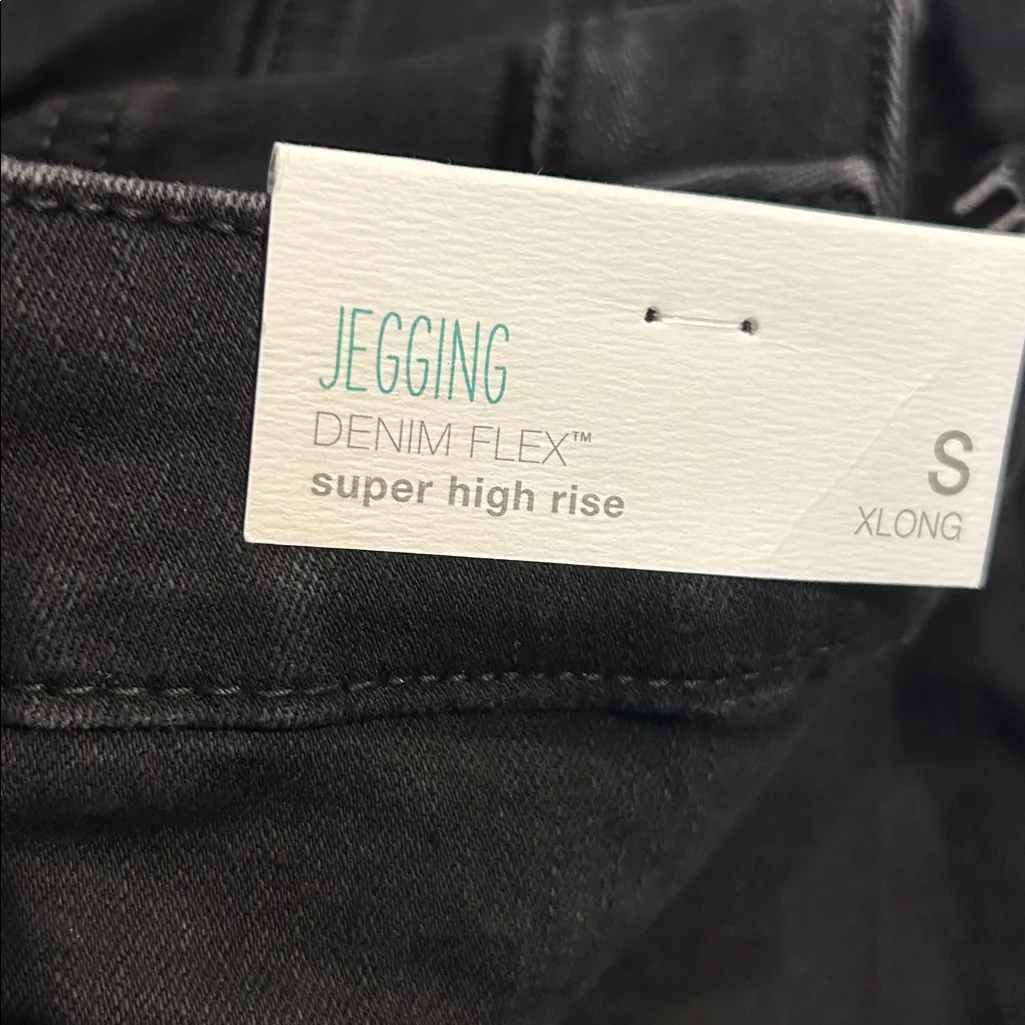 JEGGING
DENIM FLEX™
super high rise
S
XLONG